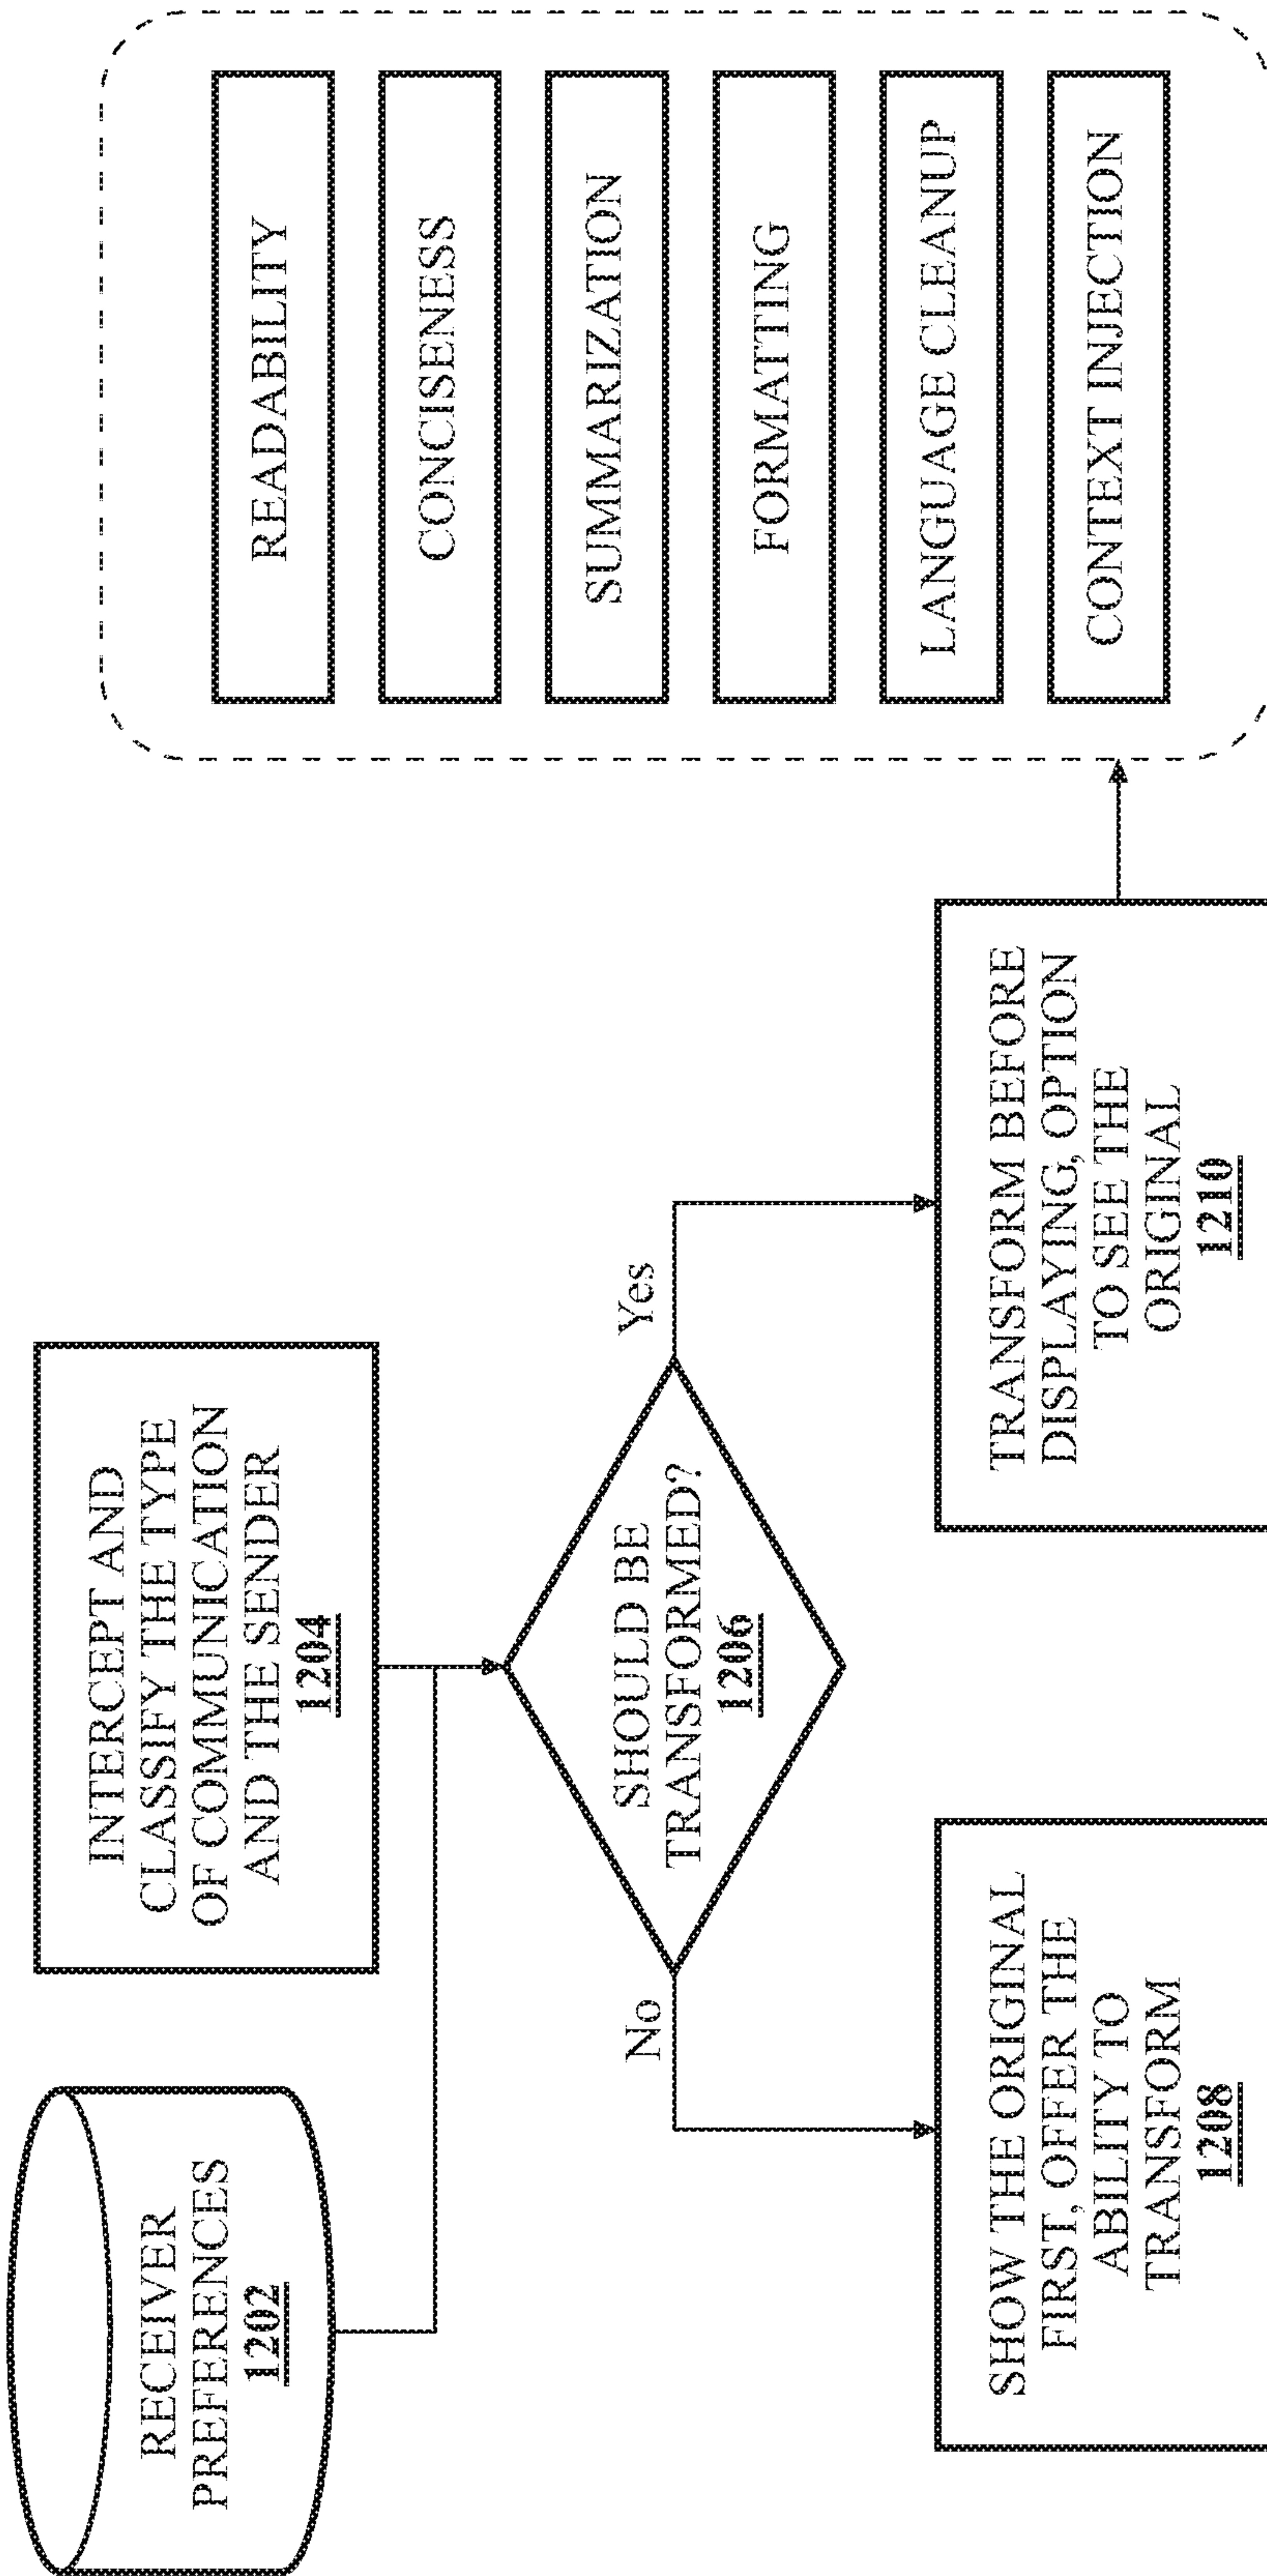 RECEIVER
PREFERENCES
1202
INTERCEPT AND
CLASSIFY THE TYPE
OF COMMUNICATION
AND THE SENDER
1204
SHOULD BE
TRANSFORMED?
1206
No
Yes
SHOW THE ORIGINAL
FIRST, OFFER THE
ABILITY TO
TRANSFORM
1208
TRANSFORM BEFORE
DISPLAYING, OPTION
TO SEE THE
ORIGINAL
1210
READABILITY
CONCISENESS
SUMMARIZATION
FORMATTING
LANGUAGE CLEANUP
CONTEXT INJECTION